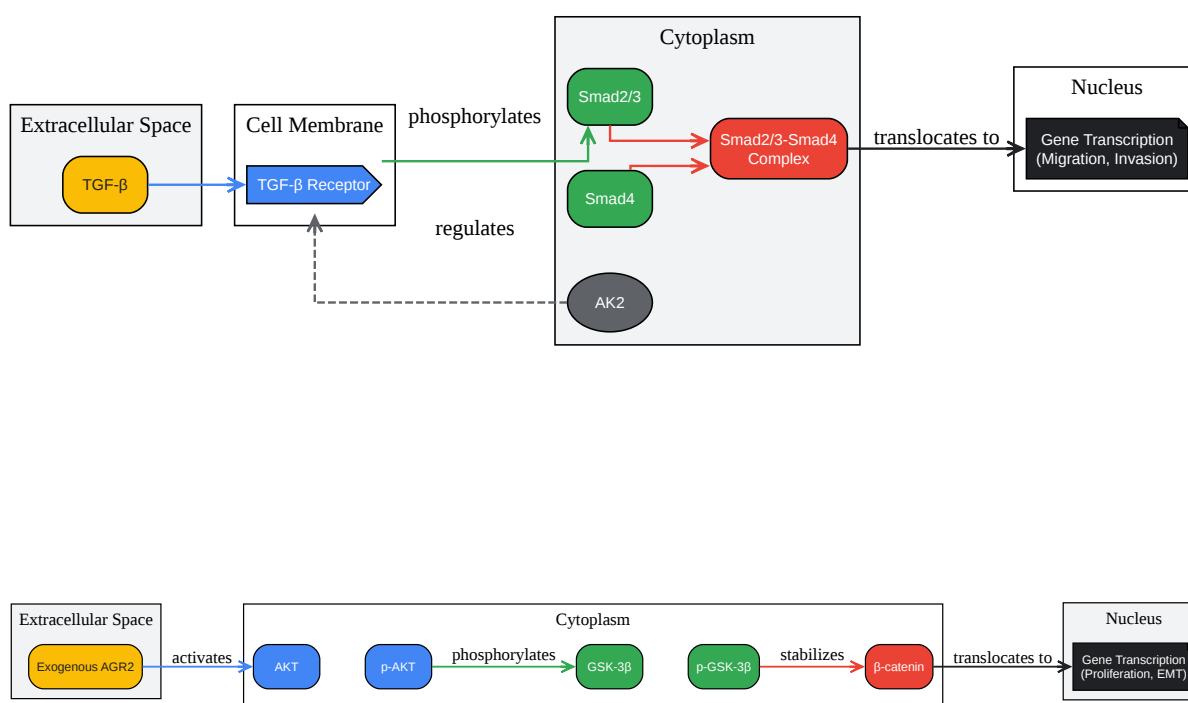 Cytoplasm
Extracellular Space
TGF-β
Cell Membrane
TGF-β Receptor
phosphorylates
regulates
Smad2/3
Smad4
AK2
Smad2/3-Smad4
Complex
translocates to
Nucleus
Gene Transcription
(Migration, Invasion)
Extracellular Space
Exogenous AGR2
activates
Cytoplasm
AKT
p-AKT
phosphorylates
GSK-3β
p-GSK-3β
stabilizes
β-catenin
translocates to
Nucleus
Gene Transcription
(Proliferation, EMT)